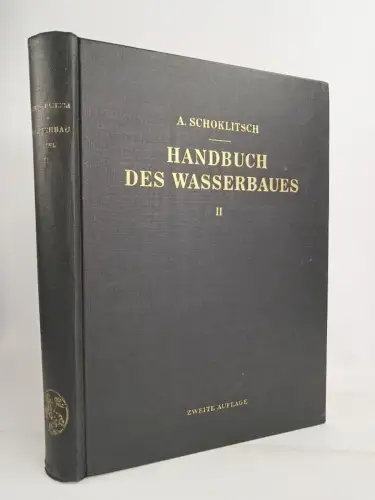 A. SCHOKLITSCH
HANDBUCH
DES WASSERBAUES
II
ZWEITE AUFLAGE